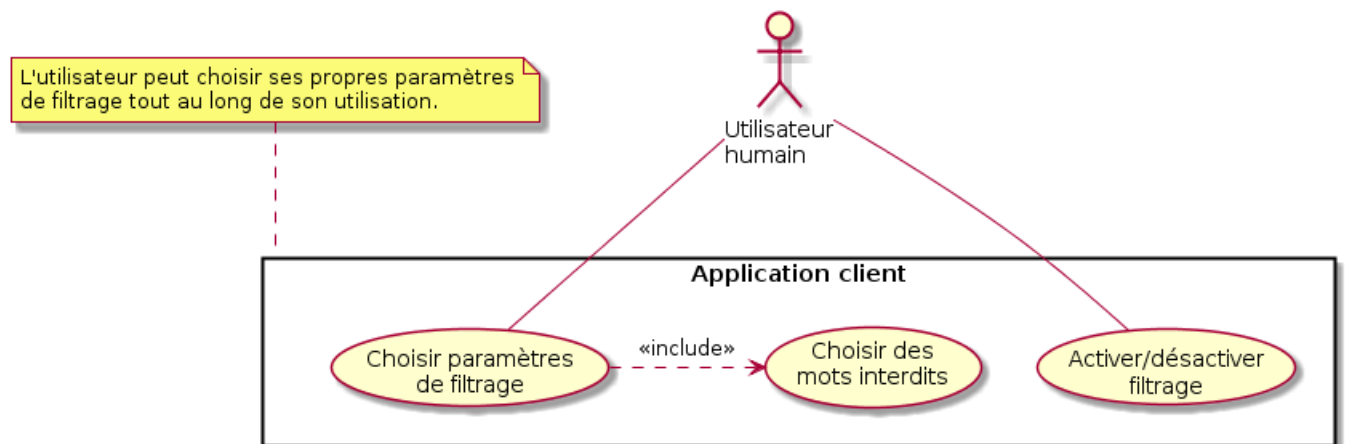 L'utilisateur peut choisir ses propres paramètres
de filtrage tout au long de son utilisation.
Utilisateur
humain
Application client
Choisir paramètres
de filtrage
«include»
Choisir des
mots interdits
Activer/désactiver
filtrage